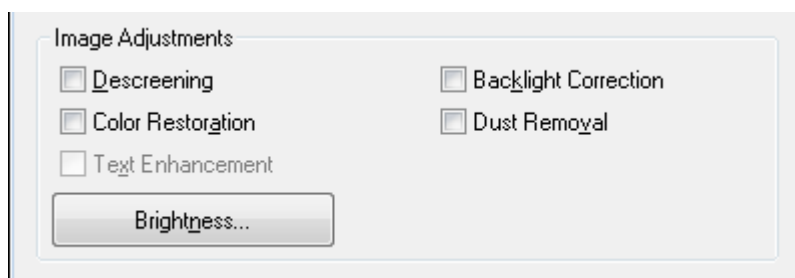 Image Adjustments
Descreening
Backlight Correction
Color Restoration
Dust Removal
Text Enhancement
Brightness...